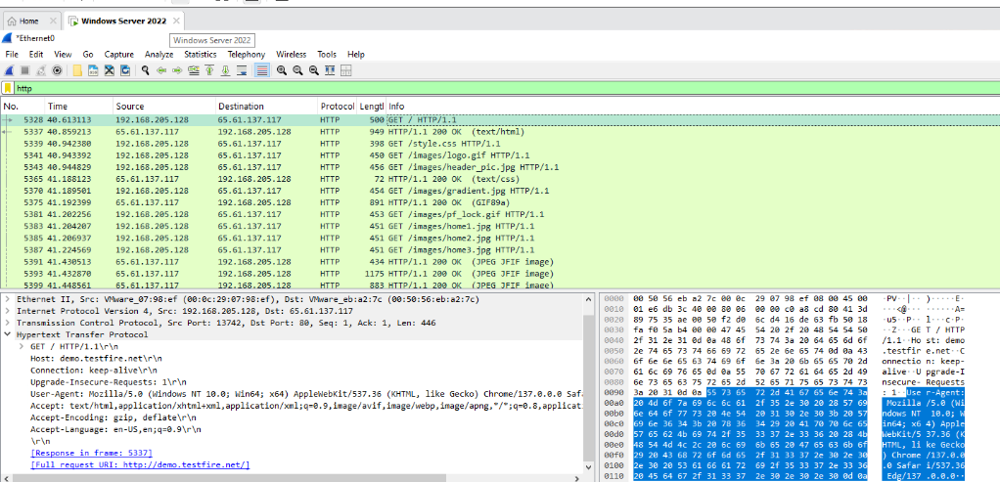 Home
Windows Server 2022
*Ethernet0
Windows Server 2022
File Edit View Go Capture Analyze Statistics Telephony Wireless Tools Help
http
No. Time Source Destination Protocol Lengtl Info
5328 40.613113 192.168.205.128 65.61.137.117 HTTP 500 GET / HTTP/1.1
5337 40.859213 65.61.137.117 192.168.205.128 HTTP 949 HTTP/1.1 200 OK (text/html)
5339 40.942380 192.168.205.128 65.61.137.117 HTTP 398 GET /style.css HTTP/1.1
5341 40.943392 192.168.205.128 65.61.137.117 HTTP 450 GET /images/logo.gif HTTP/1.1
5343 40.944829 192.168.205.128 65.61.137.117 HTTP 456 GET /images/header_pic.jpg HTTP/1.1
5365 41.188123 65.61.137.117 192.168.205.128 HTTP 72 HTTP/1.1 200 OK (text/css)
5370 41.189501 192.168.205.128 65.61.137.117 HTTP 454 GET /images/gradient.jpg HTTP/1.1
5375 41.192399 65.61.137.117 192.168.205.128 HTTP 891 HTTP/1.1 200 OK (GIF89a)
5381 41.202256 192.168.205.128 65.61.137.117 HTTP 453 GET /images/pf_lock.gif HTTP/1.1
5383 41.204207 192.168.205.128 65.61.137.117 HTTP 451 GET /images/home1.jpg HTTP/1.1
5385 41.206937 192.168.205.128 65.61.137.117 HTTP 451 GET /images/home2.jpg HTTP/1.1
5387 41.224569 192.168.205.128 65.61.137.117 HTTP 451 GET /images/home3.jpg HTTP/1.1
5391 41.430513 65.61.137.117 192.168.205.128 HTTP 434 HTTP/1.1 200 OK (JPEG JFIF image)
5393 41.432870 65.61.137.117 192.168.205.128 HTTP 1175 HTTP/1.1 200 OK (JPEG JFIF image)
5399 41.448561 65.61.137.117 192.168.205.128 HTTP 883 HTTP/1.1 200 OK (JPEG JFIF image)
Ethernet II, Src: VMware_07:98:ef (00:0c:29:07:98:ef), Dst: VMware_eb:a2:7c (00:50:56:eb:a2:7c)
Internet Protocol Version 4, Src: 192.168.205.128, Dst: 65.61.137.117
Transmission Control Protocol, Src Port: 13742, Dst Port: 80, Seq: 1, Ack: 1, Len: 446
Hypertext Transfer Protocol
GET / HTTP/1.1\r\n
Host: demo.testfire.net\r\n
Connection: keep-alive\r\n
Upgrade-Insecure-Requests: 1\r\n
User-Agent: Mozilla/5.0 (Windows NT 10.0; Win64; x64) AppleWebKit/537.36 (KHTML, like Gecko) Chrome/137.0.0.0 Safa
Accept: text/html,application/xhtml+xml,application/xml;q=0.9,image/avif,image/webp,image/apng,*/*;q=0.8,applicat
Accept-Encoding: gzip, deflate\r\n
Accept-Language: en-US,en;q=0.9\r\n
\r\n
[Response in frame: 5337]
[Full request URI: http://demo.testfire.net/]
0000 00 50 56 eb a2 7c 00 0c 29 07 98 ef 08 00 45 00 ·PV··|·· )·····E·
0010 01 e6 db 3c 40 00 80 06 00 00 c0 a8 cd 80 41 3d ···<@··· ······A=
0020 89 75 35 ae 00 50 f2 d0 6c d4 16 de 63 fb 50 18 ·u5··P·· l···c·P·
0030 fa f0 5a b4 00 00 47 45 54 20 2f 20 48 54 54 50 ··Z···GE T / HTTP
0040 2f 31 2e 31 0d 0a 48 6f 73 74 3a 20 64 65 6d 6f /1.1··Ho st: demo
0050 2e 74 65 73 74 66 69 72 65 2e 6e 65 74 0d 0a 43 .testfir e.net··C
0060 6f 6e 6e 65 63 74 69 6f 6e 3a 20 6b 65 65 70 2d onnectio n: keep-
0070 61 6c 69 76 65 0d 0a 55 70 67 72 61 64 65 2d 49 alive··U pgrade-I
0080 6e 73 65 63 75 72 65 2d 52 65 71 75 65 73 74 73 nsecure- Requests
0090 3a 20 31 0d 0a 55 73 65 72 2d 41 67 65 6e 74 3a : 1··Use r-Agent:
00a0 20 4d 6f 7a 69 6c 6c 61 2f 35 2e 30 20 28 57 69 Mozilla /5.0 (Wi
00b0 6e 64 6f 77 73 20 4e 54 20 31 30 2e 30 3b 20 57 ndows NT 10.0; W
00c0 69 6e 36 34 3b 20 78 36 34 29 20 41 70 70 6c 65 in64; x6 4) Apple
00d0 57 65 62 4b 69 74 2f 35 33 37 2e 33 36 20 28 4b WebKit/5 37.36 (K
00e0 48 54 4d 4c 2c 20 6c 69 6b 65 20 47 65 63 6b 6f HTML, li ke Gecko
00f0 29 20 43 68 72 6f 6d 65 2f 31 33 37 2e 30 2e 30 ) Chrome /137.0.0
0100 2e 30 20 53 61 66 61 72 69 2f 35 33 37 2e 33 36 .0 Safar i/537.36
0110 20 45 64 67 2f 31 33 37 2e 30 2e 30 2e 30 0d 0a Edg/137 .0.0.0··